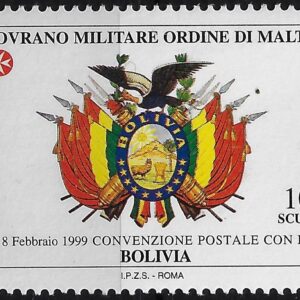 OVRANO MILITARE ORDINE DI MALT
BOLIVIA
10
SCU
8 Febbraio 1999 CONVENZIONE POSTALE CON
BOLIVIA
I.P.Z.S. - ROMA